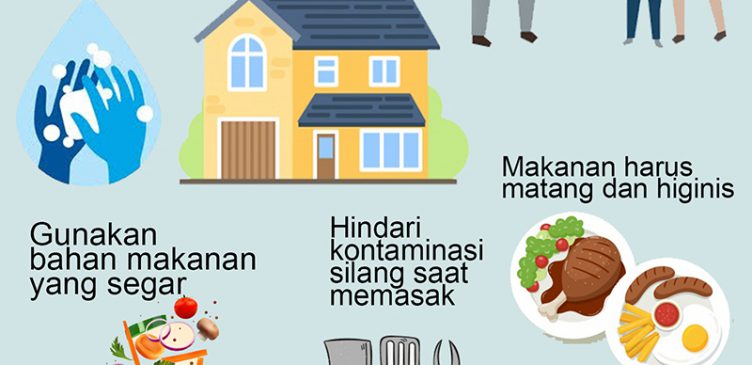 Gunakan
bahan makanan
yang segar
Hindari
kontaminasi
silang saat
memasak
Makanan harus
matang dan higinis